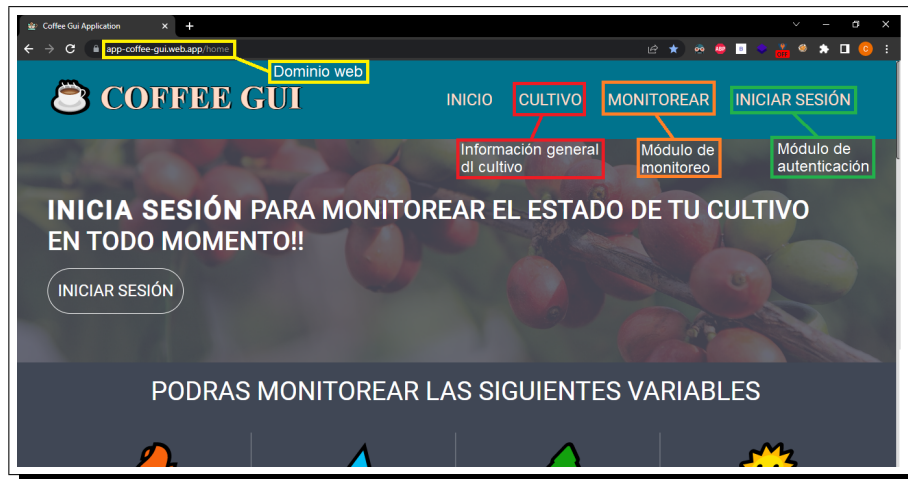 Coffee Gui Application
app-coffee-gui.web.app/home
Dominio web
COFFEE GUI
INICIO CULTIVO MONITOREAR INICIAR SESIÓN
Información general
dl cultivo
Módulo de
monitoreo
Módulo de
autenticación
INICIA SESIÓN PARA MONITOREAR EL ESTADO DE TU CULTIVO
EN TODO MOMENTO!!
INICIAR SESIÓN
PODRAS MONITOREAR LAS SIGUIENTES VARIABLES